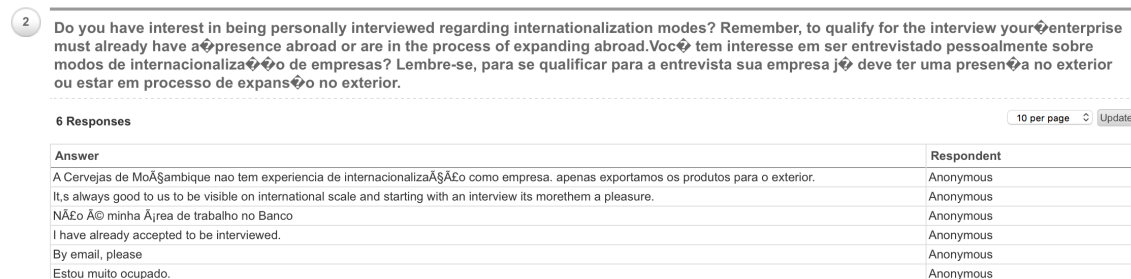 2
Do you have interest in being personally interviewed regarding internationalization modes? Remember, to qualify for the interview your�enterprise
must already have a�presence abroad or are in the process of expanding abroad.Voc� tem interesse em ser entrevistado pessoalmente sobre
modos de internacionaliza��o de empresas? Lembre-se, para se qualificar para a entrevista sua empresa j� deve ter uma presen�a no exterior
ou estar em processo de expans�o no exterior.
6 Responses 10 per page Update
Answer Respondent
A Cervejas de MoÃ§ambique nao tem experiencia de internacionalizaÃ§Ã£o como empresa. apenas exportamos os produtos para o exterior. Anonymous
It,s always good to us to be visible on international scale and starting with an interview its morethem a pleasure. Anonymous
NÃ£o Ã© minha Ã¡rea de trabalho no Banco Anonymous
I have already accepted to be interviewed. Anonymous
By email, please Anonymous
Estou muito ocupado. Anonymous